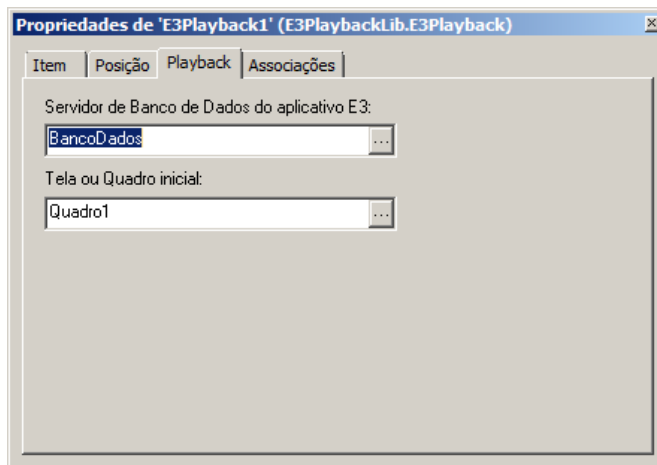 Propriedades de 'E3Playback1' (E3PlaybackLib.E3Playback)
Item Posição Playback Associações
Servidor de Banco de Dados do aplicativo E3:
BancoDados ...
Tela ou Quadro inicial:
Quadro1 ...